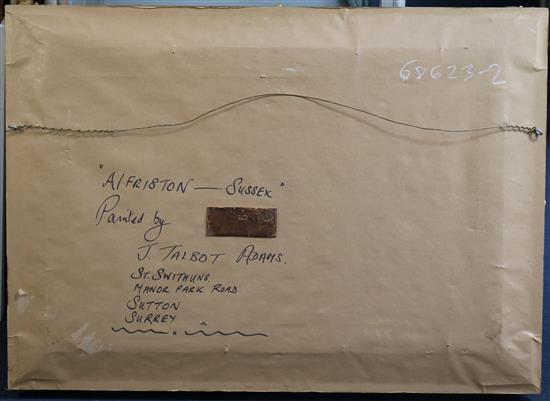 68623-2
"Alfriston — Sussex"
Painted by
J. Talbot Adams.
St. Swithuns.
Manor Park Road
Sutton
Surrey